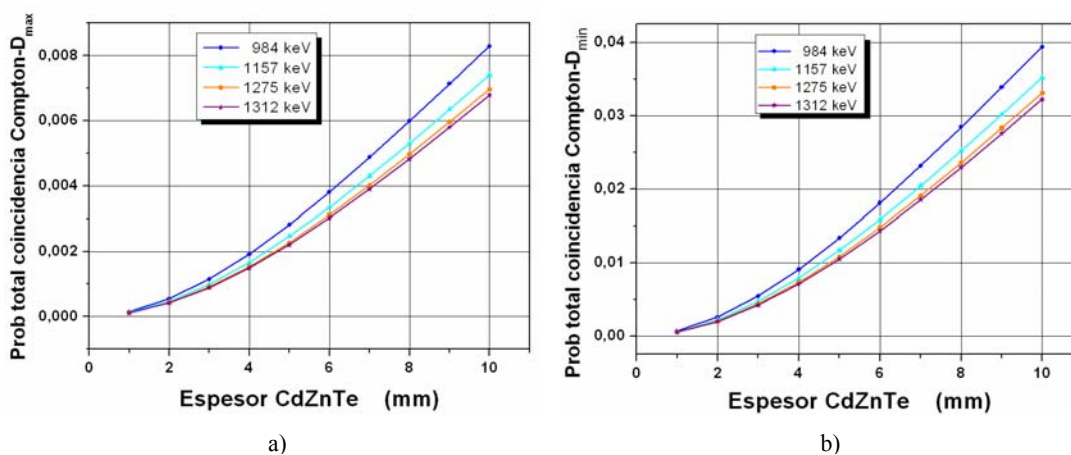 Prob total coincidencia Compton-Dmax
0,008
0,006
0,004
0,002
0,000
984 keV
1157 keV
1275 keV
1312 keV
0 2 4 6 8 10
Espesor CdZnTe (mm)
a)
Prob total coincidencia Compton-Dmin
0,04
0,03
0,02
0,01
0,00
984 keV
1157 keV
1275 keV
1312 keV
0 2 4 6 8 10
Espesor CdZnTe (mm)
b)